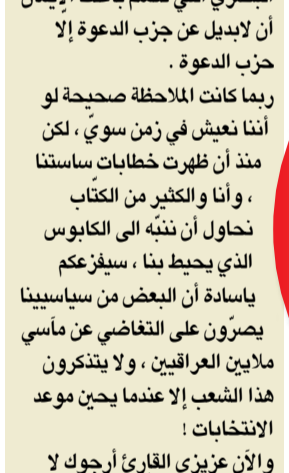 أن لابديل عن حزب الدعوة إلا
حزب الدعوة .
ربما كانت الملاحظة صحيحة لو
أننا نعيش في زمن سويّ ، لكن
منذ أن ظهرت خطابات ساستنا
، وأنا والكثير من الكتّاب
نحاول أن ننبّه الى الكابوس
الذي يحيط بنا ، سيفزعكم
ياسادة أن البعض من سياسيينا
يصرّون على التغاضي عن مآسي
ملايين العراقيين ، ولا يتذكرون
هذا الشعب إلا عندما يحين موعد
الانتخابات !
والآن عزيزي القارئ أرجوك لا